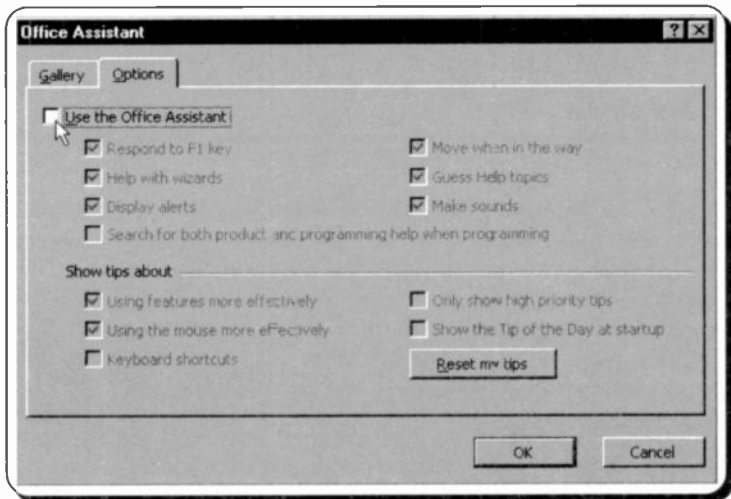 Office Assistant
Gallery Options
Use the Office Assistant
Respond to F1 key Move when in the way
Help with wizards Guess Help topics
Display alerts Make sounds
Search for both product and programming help when programming
Show tips about
Using features more effectively Only show high priority tips
Using the mouse more effectively Show the Tip of the Day at startup
Keyboard shortcuts Reset my tips
OK Cancel